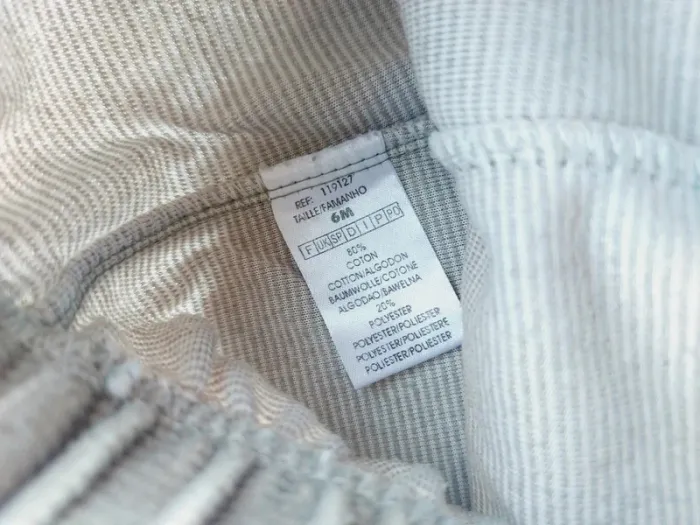 REF: 119127
TAILLE/FAMANHO
6M
F UK SP D I P PO
80%
COTON
COTTON/ALGODON
BAUMWOLLE/COTONE
ALGODAO/BAWELNA
20%
POLYESTER
POLYESTER/POLIESTER
POLYESTER/POLIESTERE
POLIESTER/POLIESTER